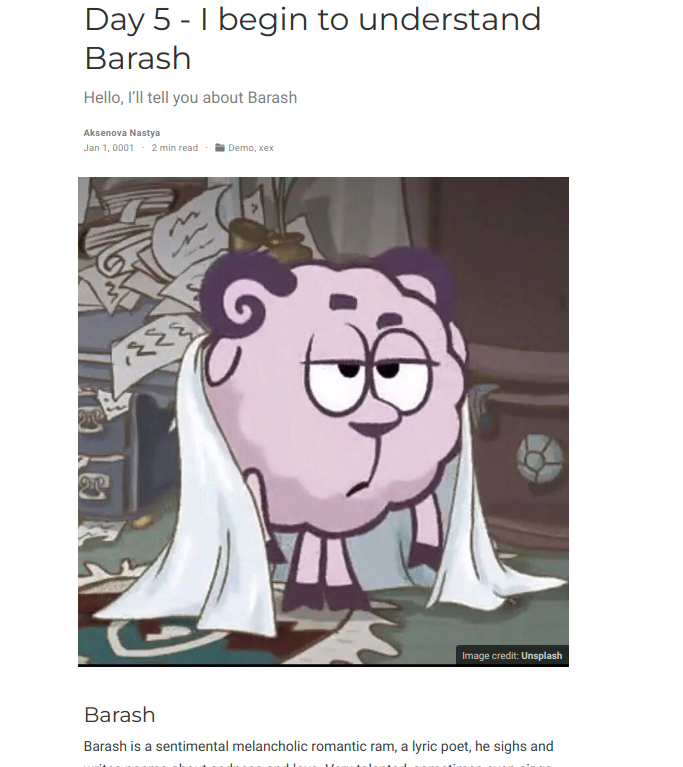 Day 5 - I begin to understand
Barash
Hello, I’ll tell you about Barash
Aksenova Nastya
Jan 1, 0001 · 2 min read · Demo, xex
Image credit: Unsplash
Barash
Barash is a sentimental melancholic romantic ram, a lyric poet, he sighs and